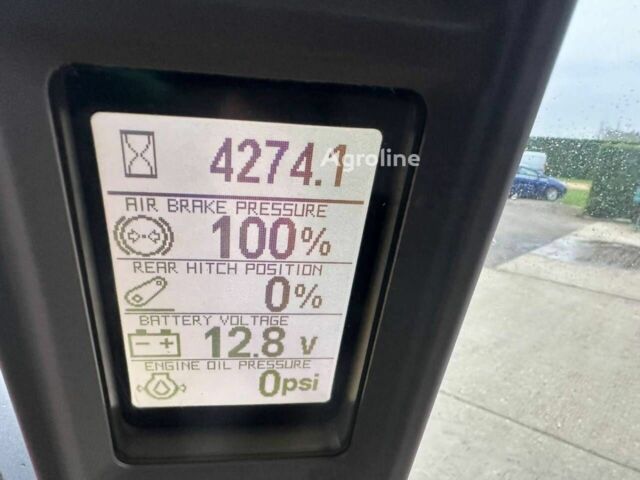 4274.1
Agroline
AIR BRAKE PRESSURE
100%
REAR HITCH POSITION
0%
BATTERY VOLTAGE
12.8 V
ENGINE OIL PRESSURE
0psi